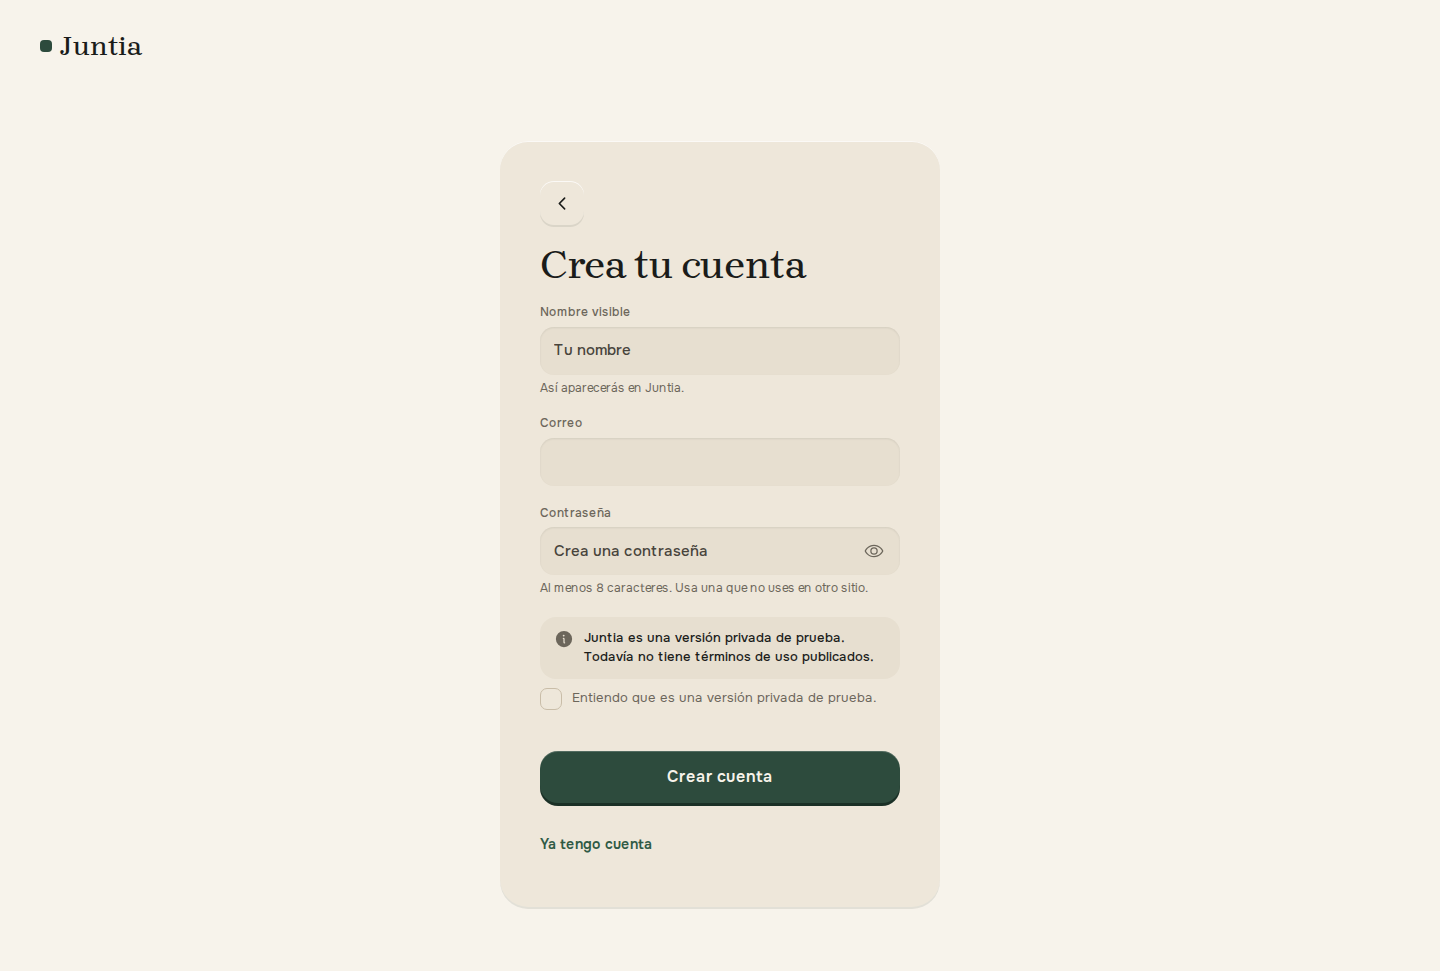 Juntia
Crea tu cuenta
Nombre visible
Tu nombre
Así aparecerás en Juntia.
Correo
Contraseña
Crea una contraseña
Al menos 8 caracteres. Usa una que no uses en otro sitio.
Juntia es una versión privada de prueba.
Todavía no tiene términos de uso publicados.
Entiendo que es una versión privada de prueba.
Crear cuenta
Ya tengo cuenta